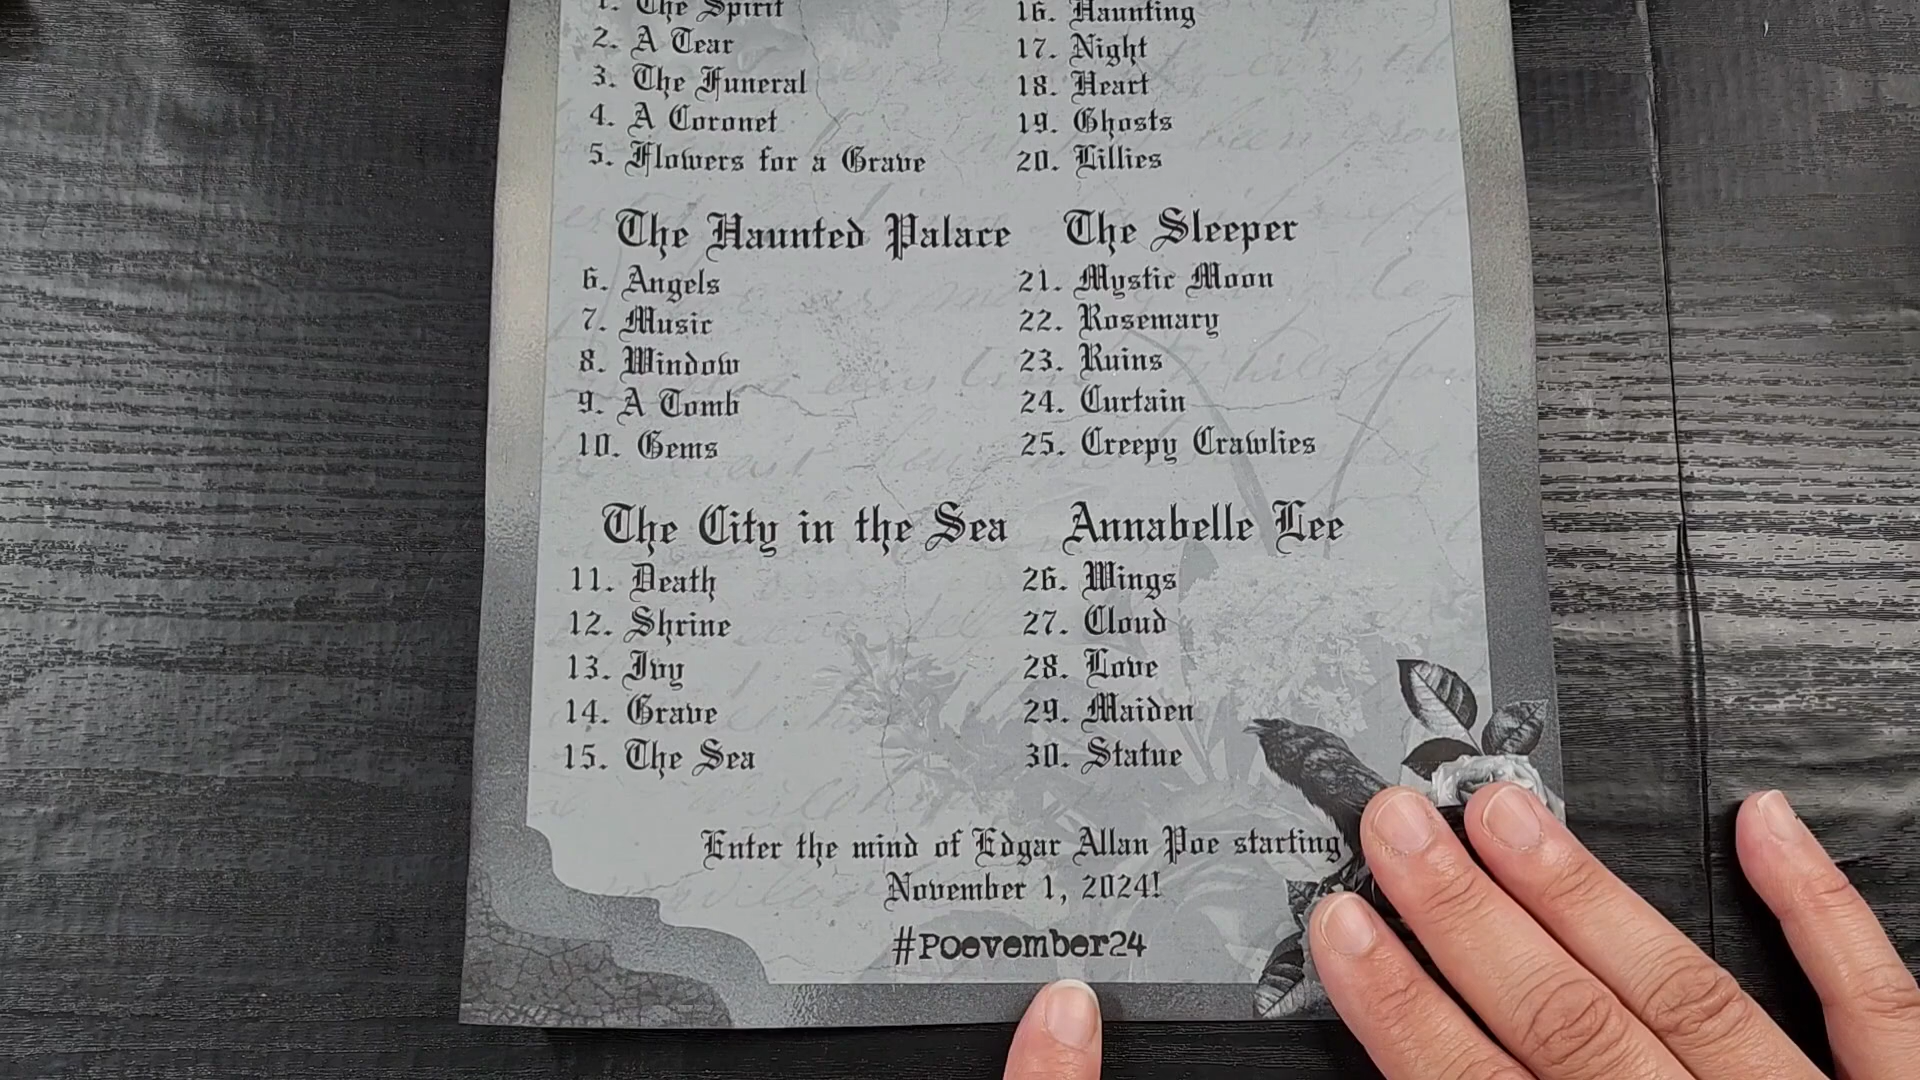 1. The Spirit
2. A Tear
3. The Funeral
4. A Coronet
5. Flowers for a Grave
The Haunted Palace
6. Angels
7. Music
8. Window
9. A Tomb
10. Gems
The City in the Sea
11. Death
12. Shrine
13. Ivy
14. Grave
15. The Sea
16. Haunting
17. Night
18. Heart
19. Ghosts
20. Lillies
The Sleeper
21. Mystic Moon
22. Rosemary
23. Ruins
24. Curtain
25. Creepy Crawlies
Annabelle Lee
26. Wings
27. Cloud
28. Love
29. Maiden
30. Statue
Enter the mind of Edgar Allan Poe starting
November 1, 2024!
#Poevember24